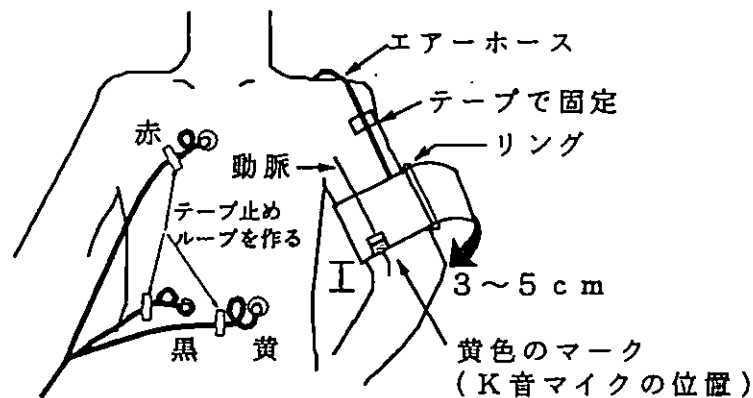 エアーホース
テープで固定
リング
赤
動脈
テープ止め
ループを作る
3~5cm
黒
黄
黄色のマーク
(K音マイクの位置)